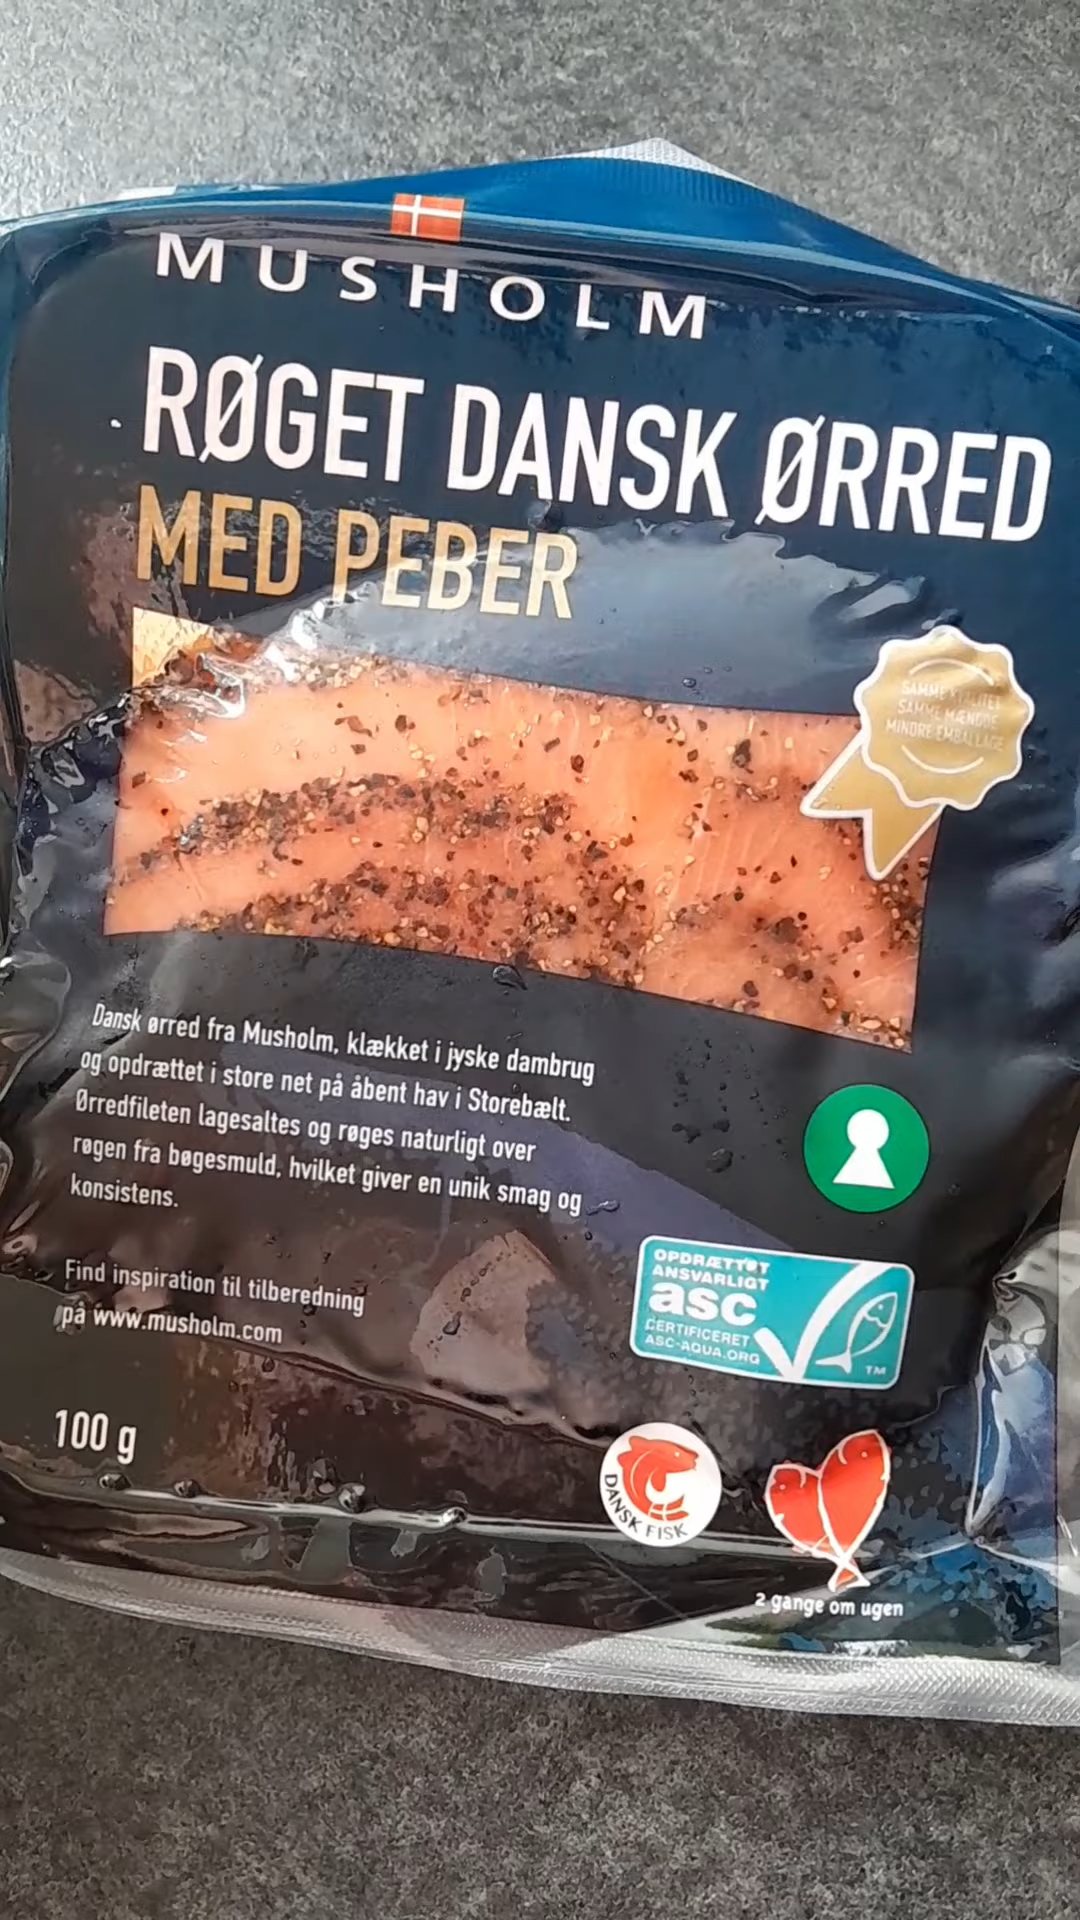 MUSHOLM
RØGET DANSK ØRRED
MED PEBER
SAMME KVALITET
SAMME MÆNGDE
MINDRE EMBALLAGE
Dansk ørred fra Musholm, klækket i jyske dambrug
og opdrættet i store net på åbent hav i Storebælt.
Ørredfileten lagesaltes og røges naturligt over
røgen fra bøgesmuld, hvilket giver en unik smag og
konsistens.
Find inspiration til tilberedning
på www.musholm.com
OPDRÆTTET
ANSVARLIGT
asc
CERTIFICERET
ASC-AQUA.ORG
TM
100 g
DANSK FISK
2 gange om ugen